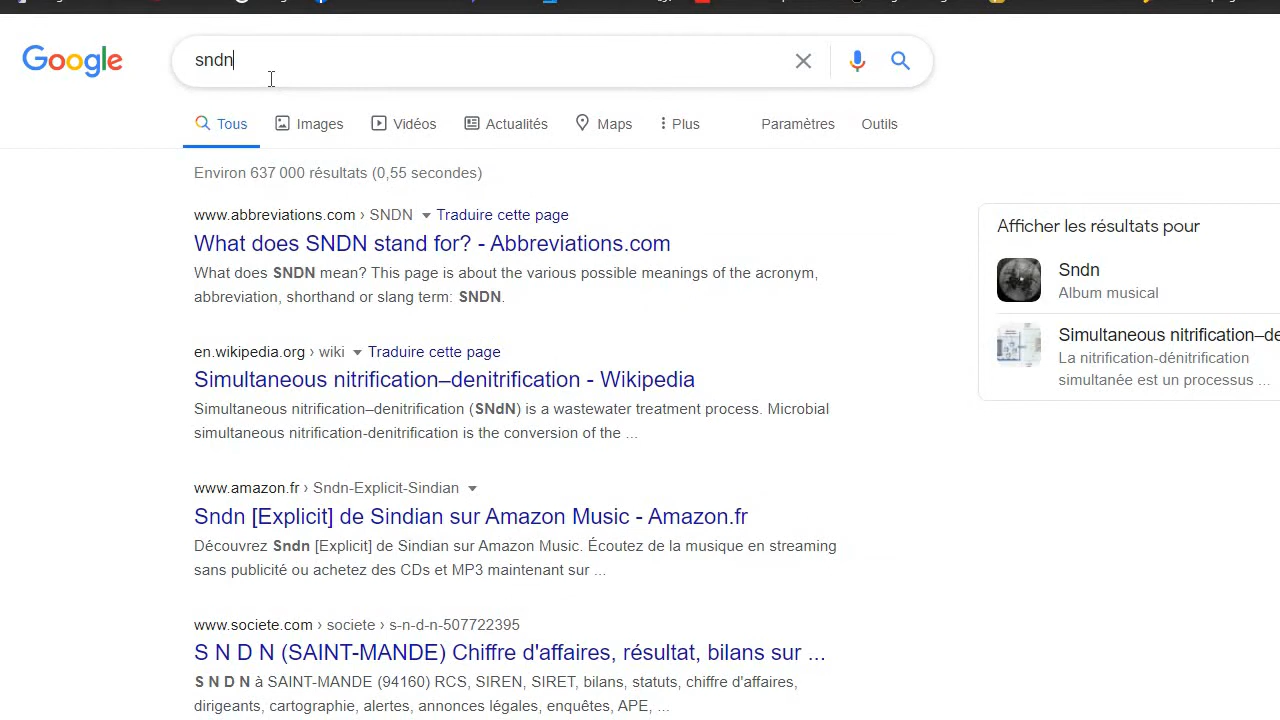 Google
sndn
Tous Images Vidéos Actualités Maps Plus Paramètres Outils
Environ 637 000 résultats (0,55 secondes)
www.abbreviations.com › SNDN Traduire cette page
What does SNDN stand for? - Abbreviations.com
What does SNDN mean? This page is about the various possible meanings of the acronym,
abbreviation, shorthand or slang term: SNDN.
en.wikipedia.org › wiki Traduire cette page
Simultaneous nitrification–denitrification - Wikipedia
Simultaneous nitrification–denitrification (SNdN) is a wastewater treatment process. Microbial
simultaneous nitrification-denitrification is the conversion of the ...
www.amazon.fr › Sndn-Explicit-Sindian
Sndn [Explicit] de Sindian sur Amazon Music - Amazon.fr
Découvrez Sndn [Explicit] de Sindian sur Amazon Music. Écoutez de la musique en streaming
sans publicité ou achetez des CDs et MP3 maintenant sur ...
www.societe.com › societe › s-n-d-n-507722395
S N D N (SAINT-MANDE) Chiffre d'affaires, résultat, bilans sur ...
S N D N à SAINT-MANDE (94160) RCS, SIREN, SIRET, bilans, statuts, chiffre d'affaires,
dirigeants, cartographie, alertes, annonces légales, enquêtes, APE, ...
Afficher les résultats pour
Sndn
Album musical
Simultaneous nitrification–de
La nitrification-dénitrification
simultanée est un processus ...